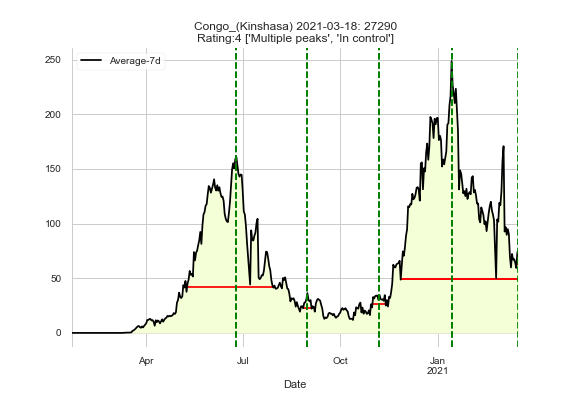 Congo_(Kinshasa) 2021-03-18: 27290
Rating:4 ['Multiple peaks', 'In control']
Average-7d
250
200
150
100
50
0
Apr
Jul
Oct
Jan
2021
Date